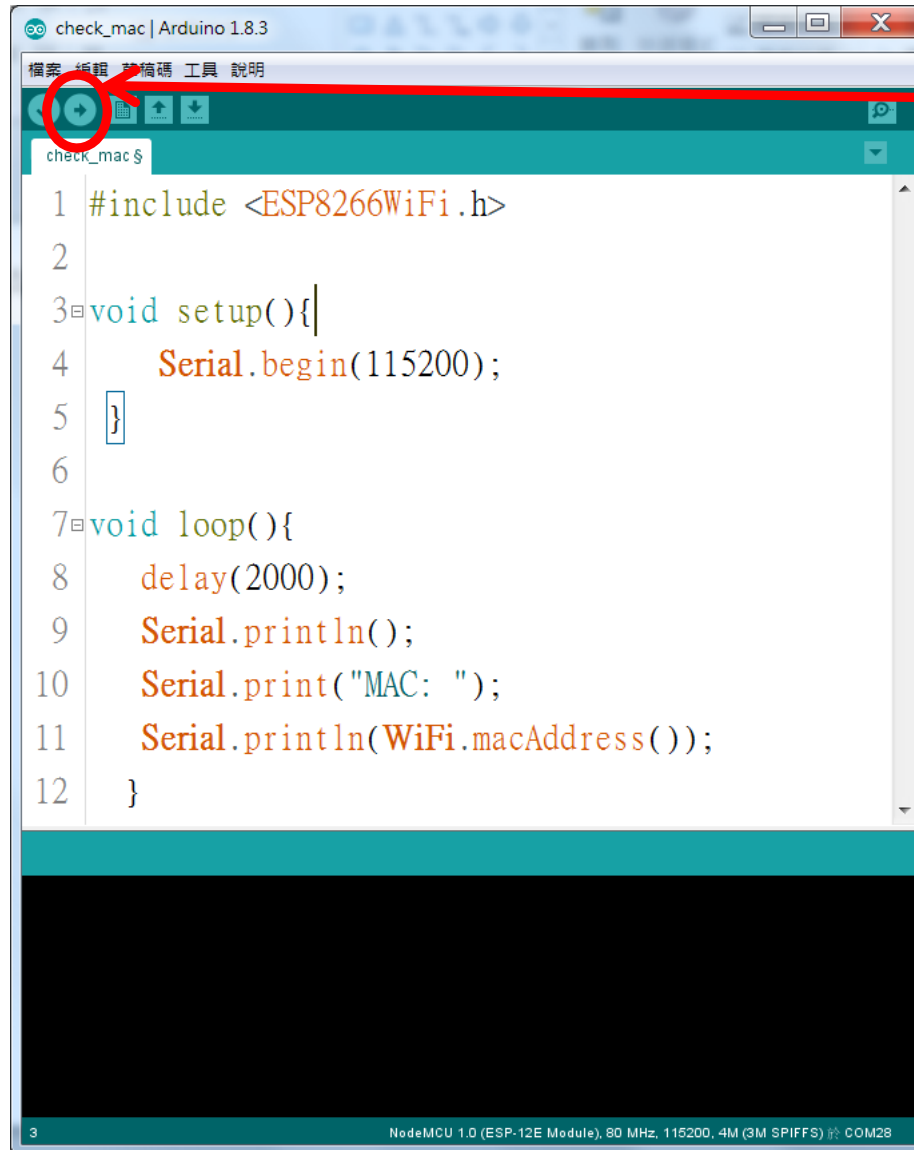 check_mac | Arduino 1.8.3
檔案 編輯 草稿碼 工具 說明
check_mac §
1 #include <ESP8266WiFi.h>
2
3 void setup(){
4 Serial.begin(115200);
5 }
6
7 void loop(){
8 delay(2000);
9 Serial.println();
10 Serial.print("MAC: ");
11 Serial.println(WiFi.macAddress());
12 }
3 NodeMCU 1.0 (ESP-12E Module), 80 MHz, 115200, 4M (3M SPIFFS) 於 COM28